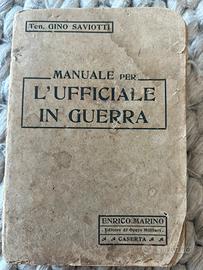 Ten. GINO SAVIOTTI
MANUALE PER
L'UFFICIALE
IN GUERRA
ENRICO MARINO
Editore di Opere Militari
CASERTA